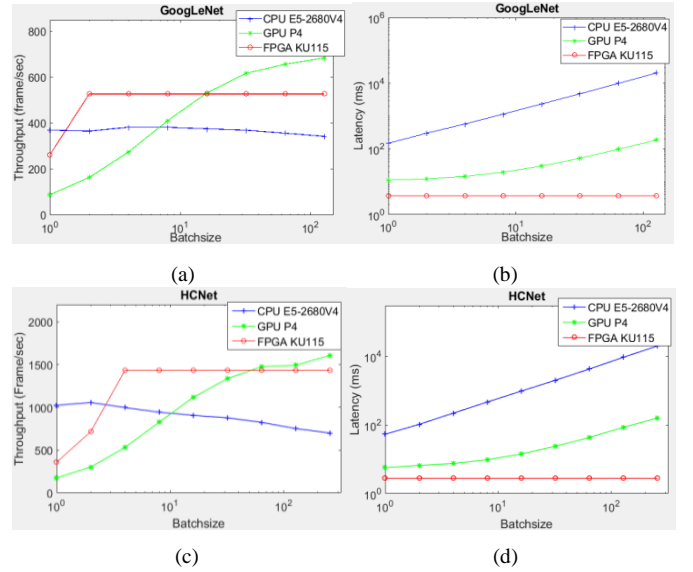 GoogLeNet
CPU E5-2680V4
GPU P4
FPGA KU115
Throughput (frame/sec)
800
600
400
200
0
10^0
10^1
10^2
Batchsize
(a)
GoogLeNet
CPU E5-2680V4
GPU P4
FPGA KU115
Latency (ms)
10^6
10^4
10^2
10^0
10^0
10^1
10^2
Batchsize
(b)
HCNet
CPU E5-2680V4
GPU P4
FPGA KU115
Throughput (Frame/sec)
2000
1500
1000
500
0
10^0
10^1
10^2
Batchsize
(c)
HCNet
CPU E5-2680V4
GPU P4
FPGA KU115
Latency (ms)
10^4
10^2
10^0
10^0
10^1
10^2
Batchsize
(d)